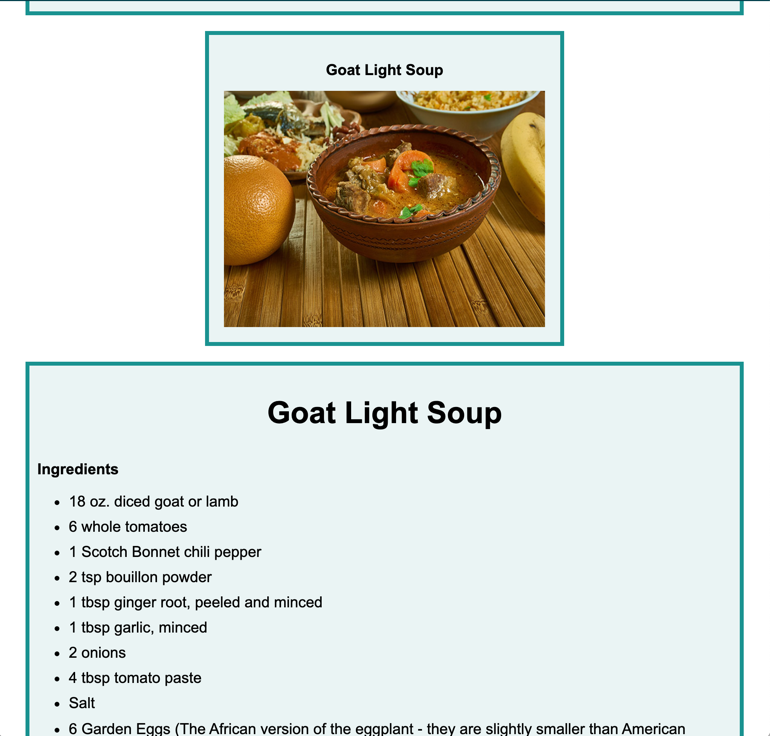 Goat Light Soup
Goat Light Soup
Ingredients
18 oz. diced goat or lamb
6 whole tomatoes
1 Scotch Bonnet chili pepper
2 tsp bouillon powder
1 tbsp ginger root, peeled and minced
1 tbsp garlic, minced
2 onions
4 tbsp tomato paste
Salt
6 Garden Eggs (The African version of the eggplant - they are slightly smaller than American